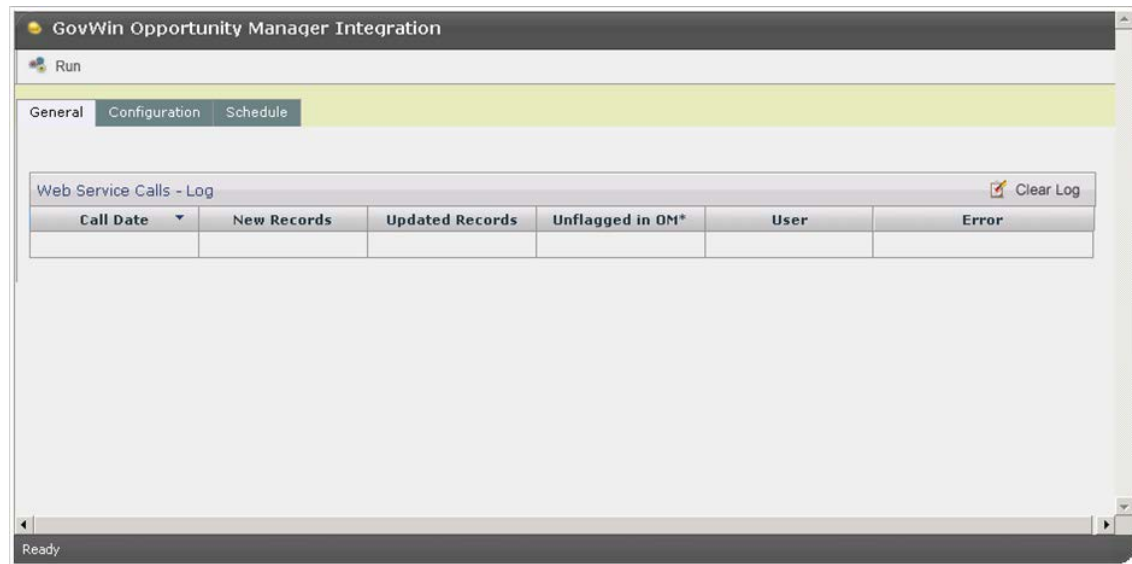 GovWin Opportunity Manager Integration
Run
General Configuration Schedule
Web Service Calls - Log Clear Log
Call Date New Records Updated Records Unflagged in OM* User Error
Ready